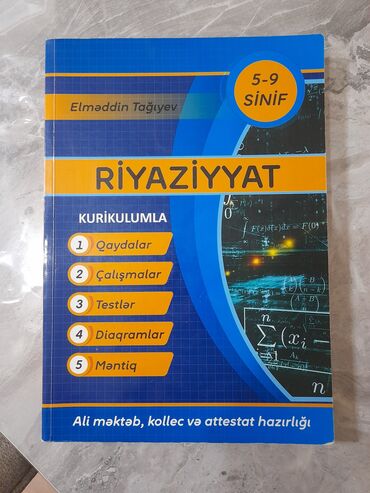 5-9
SİNİF
Elməddin Tağıyev
RİYAZİYYAT
KURİKULUMLA
1 Qaydalar
2 Çalışmalar
3 Testlər
4 Diaqramlar
5 Məntiq
Ali məktəb, kollec və attestat hazırlığı